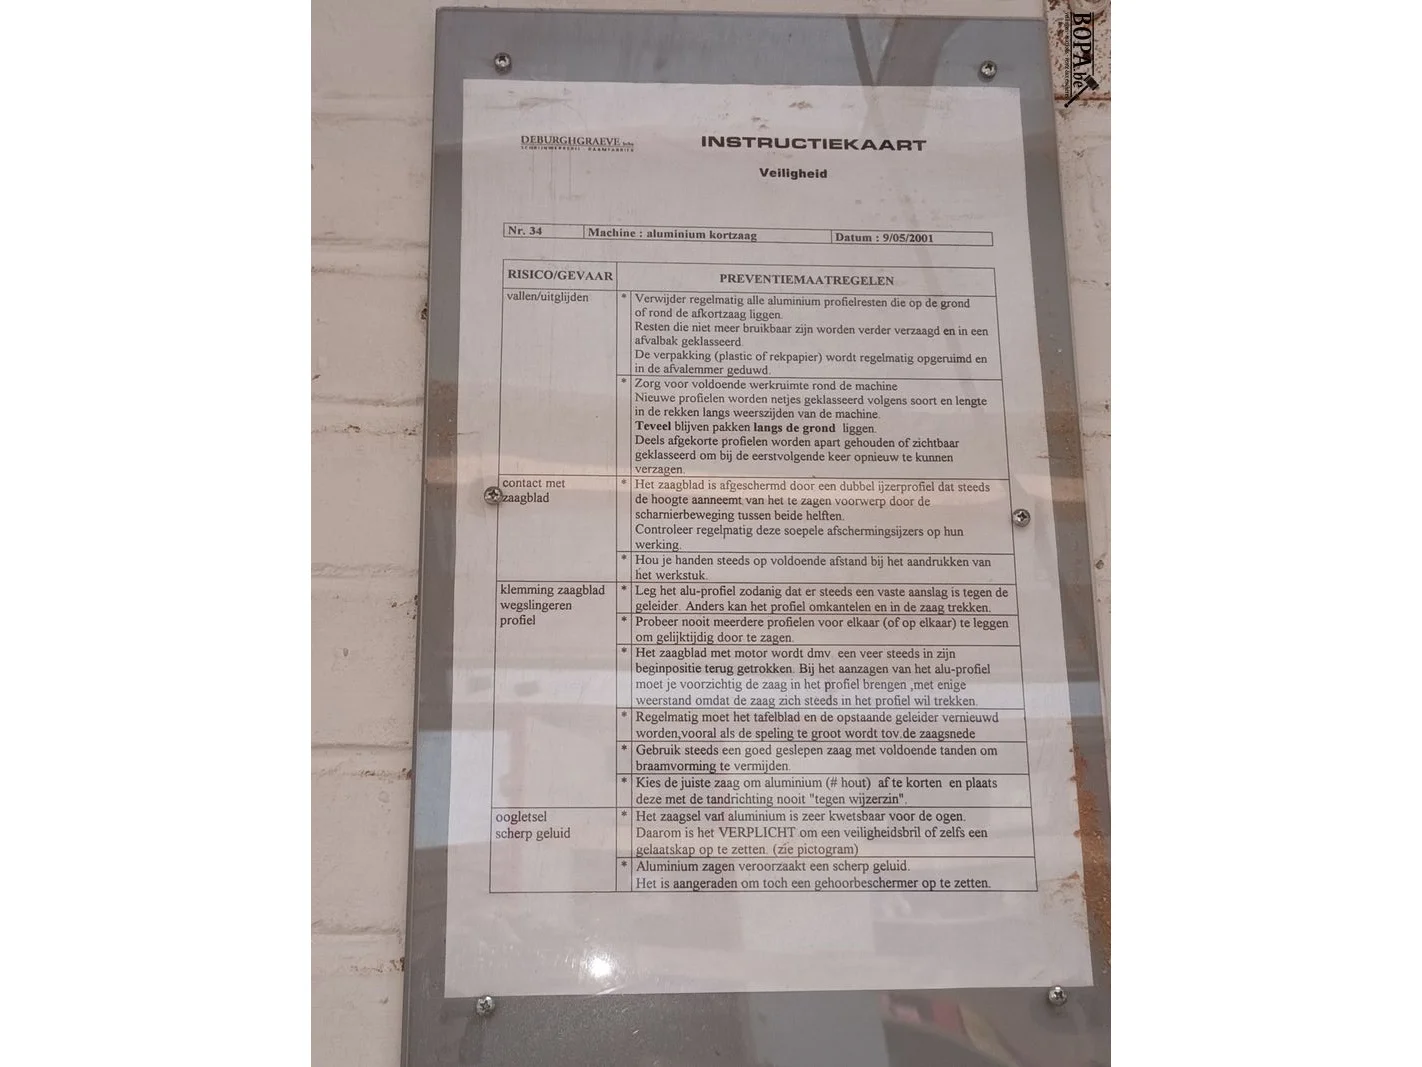 BOPA.be
DEBURGHGRAEVE bvba
SCHRIJNWERKERIJ - RAAMFABRIEK
INSTRUCTIEKAART
Veiligheid
Nr. 34 Machine : aluminium kortzaag Datum : 9/05/2001
RISICO/GEVAAR PREVENTIEMAATREGELEN
vallen/uitglijden * Verwijder regelmatig alle aluminium profielresten die op de grond
of rond de afkortzaag liggen.
Resten die niet meer bruikbaar zijn worden verder verzaagd en in een
afvalbak geklasseerd.
De verpakking (plastic of rekpapier) wordt regelmatig opgeruimd en
in de afvalemmer geduwd.
* Zorg voor voldoende werkruimte rond de machine
Nieuwe profielen worden netjes geklasseerd volgens soort en lengte
in de rekken langs weerszijden van de machine.
Teveel blijven pakken langs de grond liggen.
Deels afgekorte profielen worden apart gehouden of zichtbaar
geklasseerd om bij de eerstvolgende keer opnieuw te kunnen
verzagen.
contact met * Het zaagblad is afgeschermd door een dubbel ijzerprofiel dat steeds
zaagblad de hoogte aanneemt van het te zagen voorwerp door de
scharnierbeweging tussen beide helften.
Controleer regelmatig deze soepele afschermingsijzers op hun
werking.
* Hou je handen steeds op voldoende afstand bij het aandrukken van
het werkstuk.
klemming zaagblad * Leg het alu-profiel zodanig dat er steeds een vaste aanslag is tegen de
wegslingeren geleider. Anders kan het profiel omkantelen en in de zaag trekken.
profiel * Probeer nooit meerdere profielen voor elkaar (of op elkaar) te leggen
om gelijktijdig door te zagen.
* Het zaagblad met motor wordt dmv. een veer steeds in zijn
beginpositie terug getrokken. Bij het aanzagen van het alu-profiel
moet je voorzichtig de zaag in het profiel brengen ,met enige
weerstand omdat de zaag zich steeds in het profiel wil trekken.
* Regelmatig moet het tafelblad en de opstaande geleider vernieuwd
worden,vooral als de speling te groot wordt tov.de zaagsnede
* Gebruik steeds een goed geslepen zaag met voldoende tanden om
braamvorming te vermijden.
* Kies de juiste zaag om aluminium (# hout) af te korten en plaats
deze met de tandrichting nooit "tegen wijzerzin".
oogletsel * Het zaagsel van aluminium is zeer kwetsbaar voor de ogen.
scherp geluid Daarom is het VERPLICHT om een veiligheidsbril of zelfs een
gelaatskap op te zetten. (zie pictogram)
* Aluminium zagen veroorzaakt een scherp geluid.
Het is aangeraden om toch een gehoorbeschermer op te zetten.